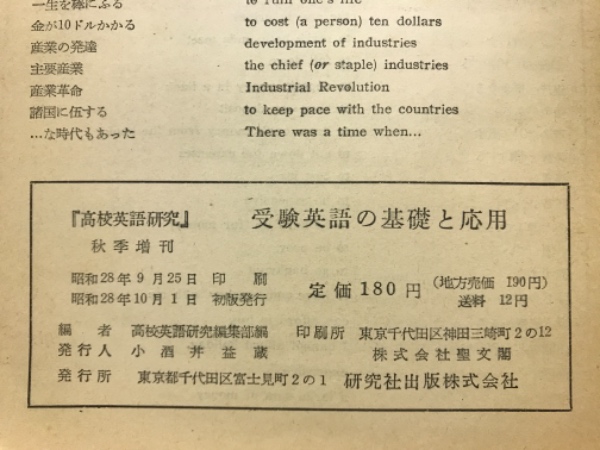 一生を棒にふる to ruin one's life
金が10ドルかかる to cost (a person) ten dollars
産業の発達 development of industries
主要産業 the chief (or staple) industries
産業革命 Industrial Revolution
諸国に伍する to keep pace with the countries
…な時代もあった There was a time when...
『高校英語研究』 受験英語の基礎と応用
秋季増刊
昭和28年9月25日 印刷
昭和28年10月1日 初版発行
定価180円 (地方売価 190円)
送料 12円
編者 高校英語研究編集部編
発行人 小酒井益蔵
印刷所 東京千代田区神田三崎町2の12
株式会社聖文閣
発行所 東京都千代田区富士見町2の1 研究社出版株式会社